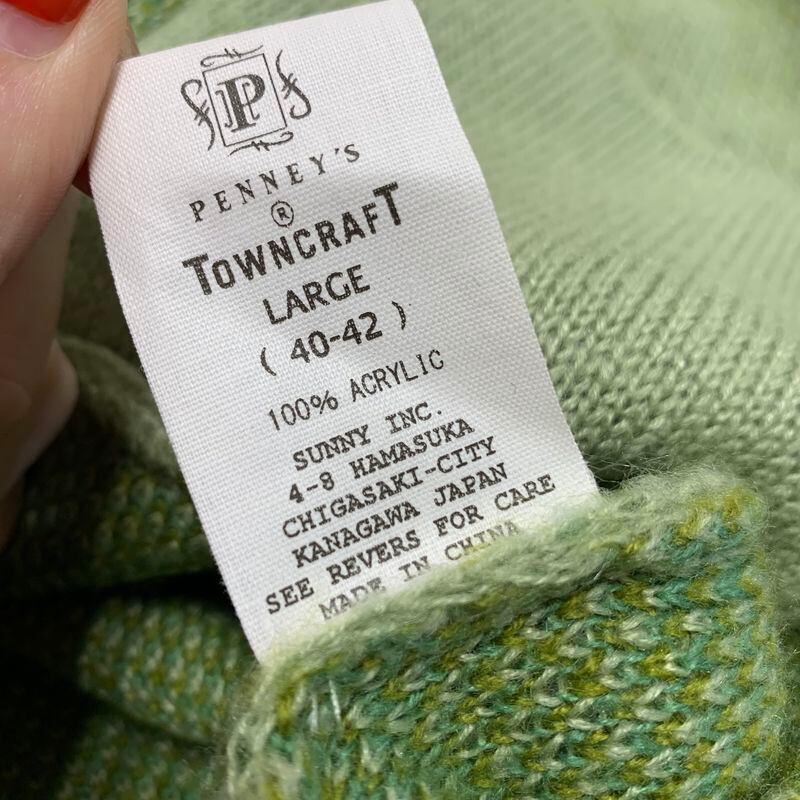 P
PENNEY'S
®
TOWNCRAFT
LARGE
( 40-42 )
100% ACRYLIC
SUNNY INC.
4-8 HAMASUKA
CHIGASAKI-CITY
KANAGAWA JAPAN
SEE REVERS FOR CARE
MADE IN CHINA